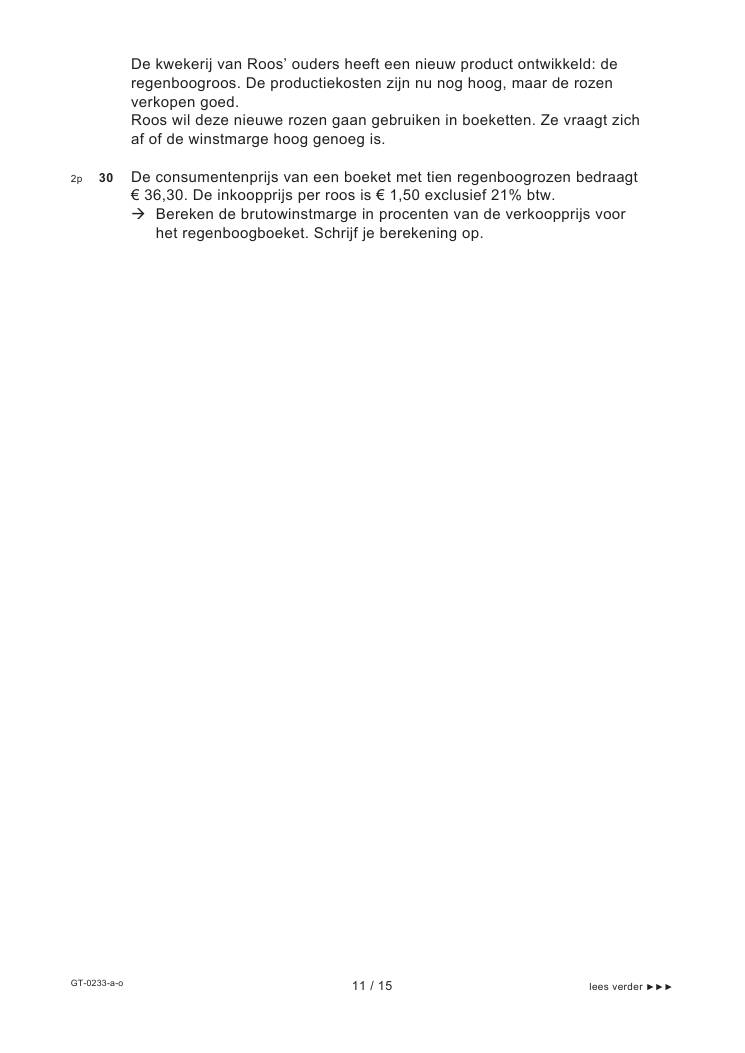 De kwekerij van Roos’ ouders heeft een nieuw product ontwikkeld: de
regenboogroos. De productiekosten zijn nu nog hoog, maar de rozen
verkopen goed.
Roos wil deze nieuwe rozen gaan gebruiken in boeketten. Ze vraagt zich
af of de winstmarge hoog genoeg is.
2p 30 De consumentenprijs van een boeket met tien regenboogrozen bedraagt
€ 36,30. De inkoopprijs per roos is € 1,50 exclusief 21% btw.
→ Bereken de brutowinstmarge in procenten van de verkoopprijs voor
het regenboogboeket. Schrijf je berekening op.
GT-0233-a-o 11 / 15 lees verder ►►►